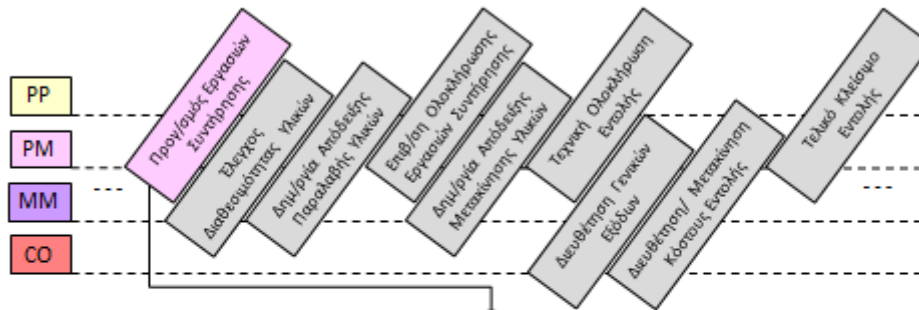 PP
PM
MM
CO
Προγ/σμός Εργασιών
Συντήρησης
Έλεγχος
Διαθεσιμότητας Υλικών
Δημ/ργία Απόδειξης
Παραλαβής Υλικών
Επιβ/ση Ολοκλήρωσης
Εργασιών Συντήρησης
Δημ/ργία Απόδειξης
Μετακίνησης Υλικών
Τεχνική Ολοκλήρωση
Εντολής
Διευθέτηση Γενικών
Εξόδων
Διευθέτηση/ Μετακίνηση
Κόστους Εντολής
Τελικό Κλείσιμο
Εντολής